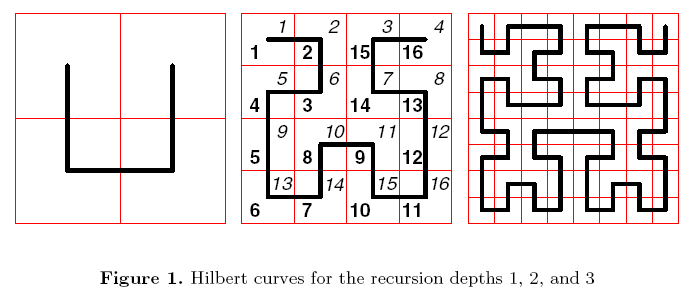 1 2 3 4
1 2 15 16
5 6 7 8
4 3 14 13
9 10 11 12
5 8 9 12
13 14 15 16
6 7 10 11
Figure 1. Hilbert curves for the recursion depths 1, 2, and 3